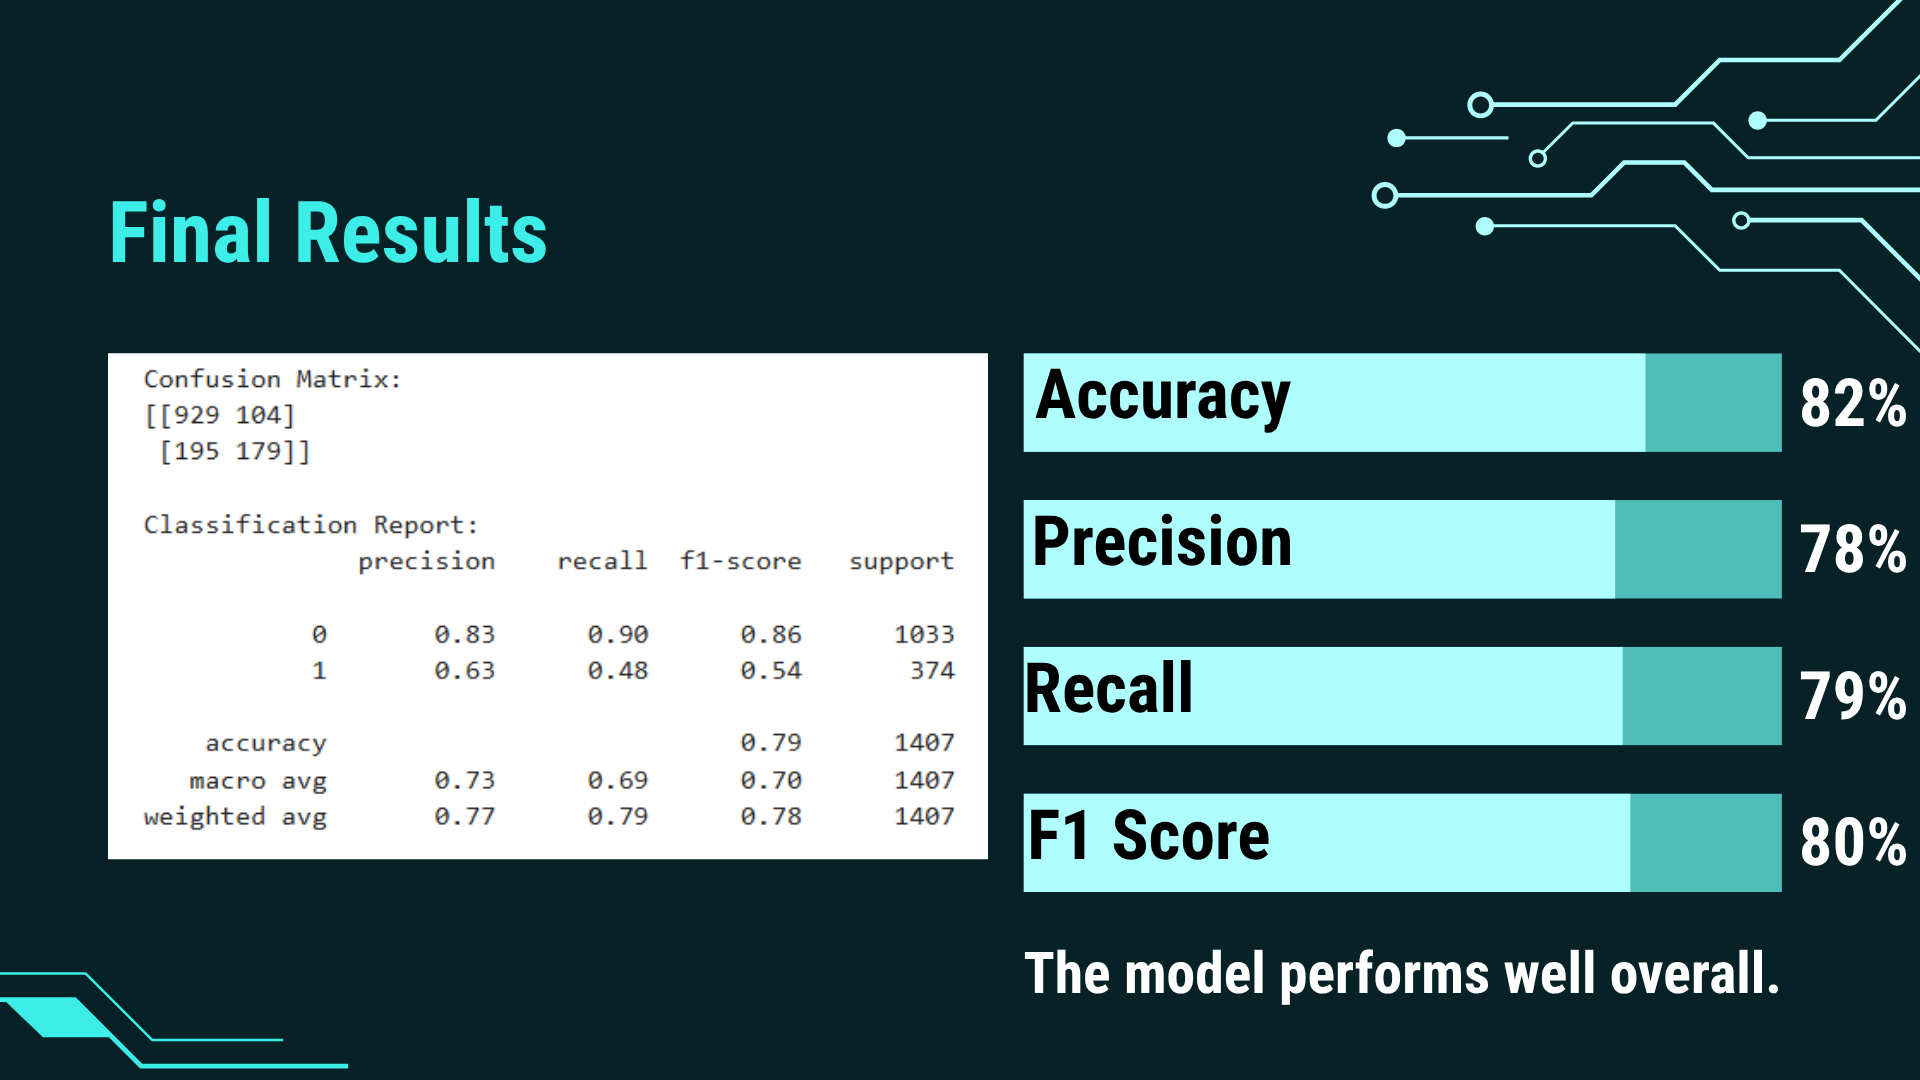 Final Results
Confusion Matrix:
[[929 104]
 [195 179]]
Classification Report:
precision recall f1-score support
0 0.83 0.90 0.86 1033
1 0.63 0.48 0.54 374
accuracy 0.79 1407
macro avg 0.73 0.69 0.70 1407
weighted avg 0.77 0.79 0.78 1407
Accuracy 82%
Precision 78%
Recall 79%
F1 Score 80%
The model performs well overall.